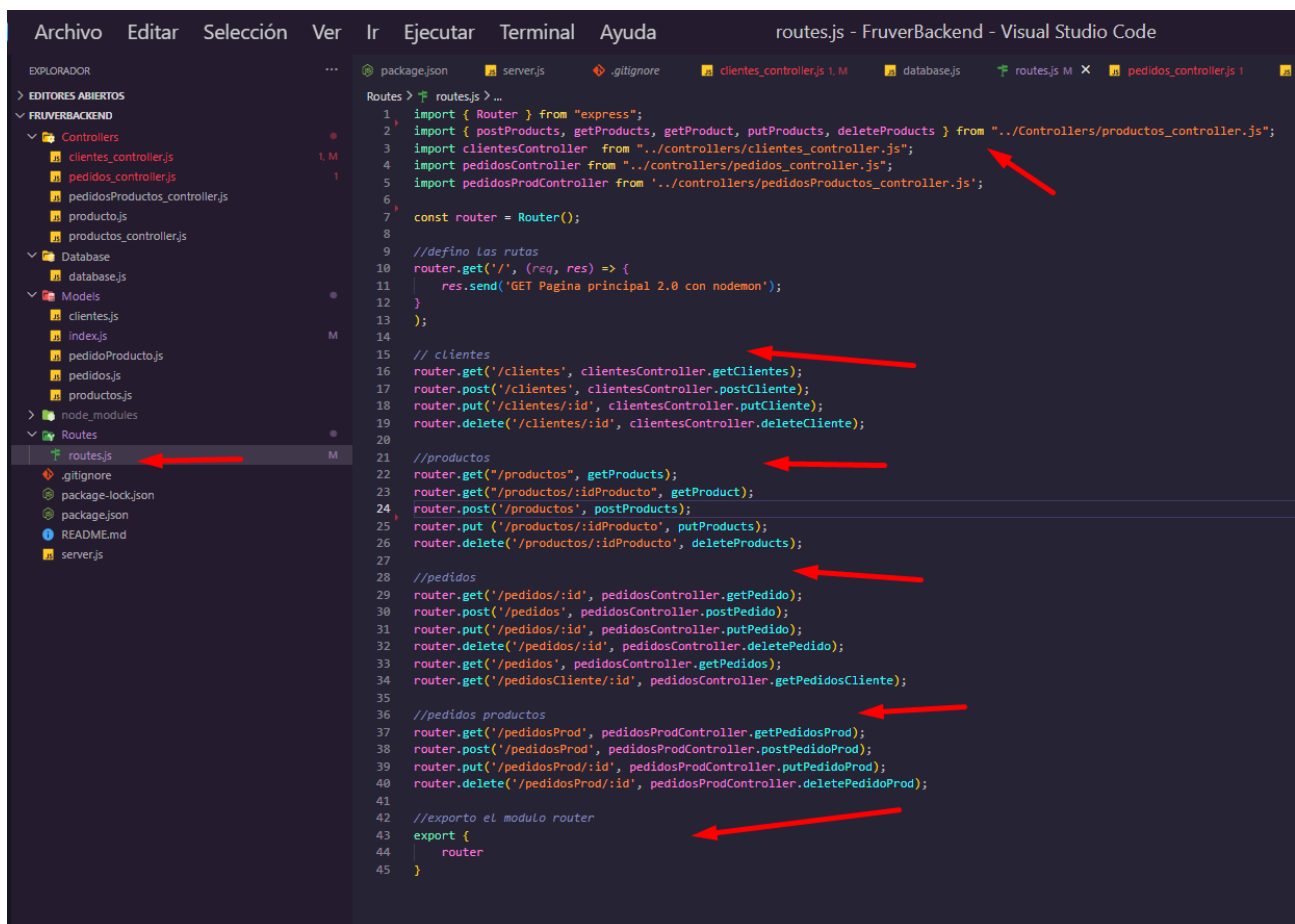 Archivo Editar Selección Ver Ir Ejecutar Terminal Ayuda routes.js - FruverBackend - Visual Studio Code
EXPLORADOR ...
EDITORES ABIERTOS
FRUVERBACKEND
Controllers
clientes_controller.js 1, M
pedidos_controller.js 1
pedidosProductos_controller.js
producto.js
productos_controller.js
Database
database.js
Models
clientes.js
index.js M
pedidoProducto.js
pedidos.js
productos.js
node_modules
Routes
routes.js M
.gitignore
package-lock.json
package.json
README.md
server.js
package.json server.js .gitignore clientes_controller.js 1, M database.js routes.js M X pedidos_controller.js 1
Routes > routes.js > ...
1 import { Router } from "express";
2 import { postProducts, getProducts, getProduct, putProducts, deleteProducts } from "../Controllers/productos_controller.js";
3 import clientesController  from "../controllers/clientes_controller.js";
4 import pedidosController from "../controllers/pedidos_controller.js";
5 import pedidosProdController from '../controllers/pedidosProductos_controller.js';
6
7 const router = Router();
8
9 //defino las rutas
10 router.get('/', (req, res) => {
11     res.send('GET Pagina principal 2.0 con nodemon');
12 }
13 );
14
15 // clientes
16 router.get('/clientes', clientesController.getClientes);
17 router.post('/clientes', clientesController.postCliente);
18 router.put('/clientes/:id', clientesController.putCliente);
19 router.delete('/clientes/:id', clientesController.deleteCliente);
20
21 //productos
22 router.get("/productos", getProducts);
23 router.get("/productos/:idProducto", getProduct);
24 router.post('/productos', postProducts);
25 router.put ('/productos/:idProducto', putProducts);
26 router.delete('/productos/:idProducto', deleteProducts);
27
28 //pedidos
29 router.get('/pedidos/:id', pedidosController.getPedido);
30 router.post('/pedidos', pedidosController.postPedido);
31 router.put('/pedidos/:id', pedidosController.putPedido);
32 router.delete('/pedidos/:id', pedidosController.deletePedido);
33 router.get('/pedidos', pedidosController.getPedidos);
34 router.get('/pedidosCliente/:id', pedidosController.getPedidosCliente);
35
36 //pedidos productos
37 router.get('/pedidosProd', pedidosProdController.getPedidosProd);
38 router.post('/pedidosProd', pedidosProdController.postPedidoProd);
39 router.put('/pedidosProd/:id', pedidosProdController.putPedidoProd);
40 router.delete('/pedidosProd/:id', pedidosProdController.deletePedidoProd);
41
42 //exporto el modulo router
43 export {
44     router
45 }